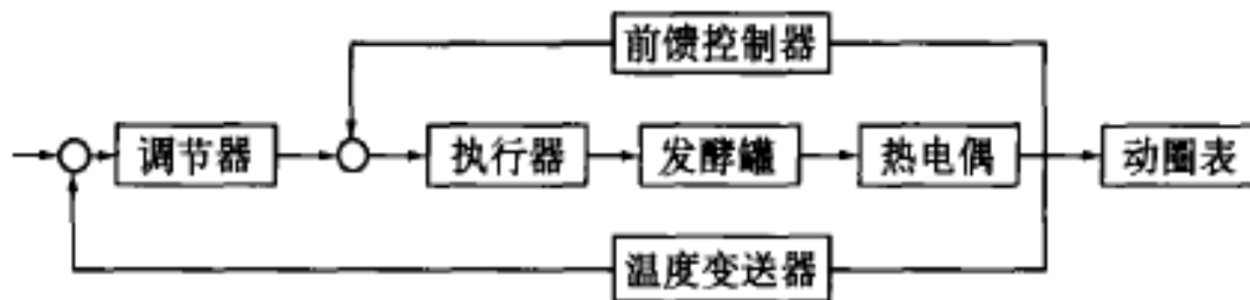 前馈控制器
调节器
执行器
发酵罐
热电偶
动圈表
温度变送器